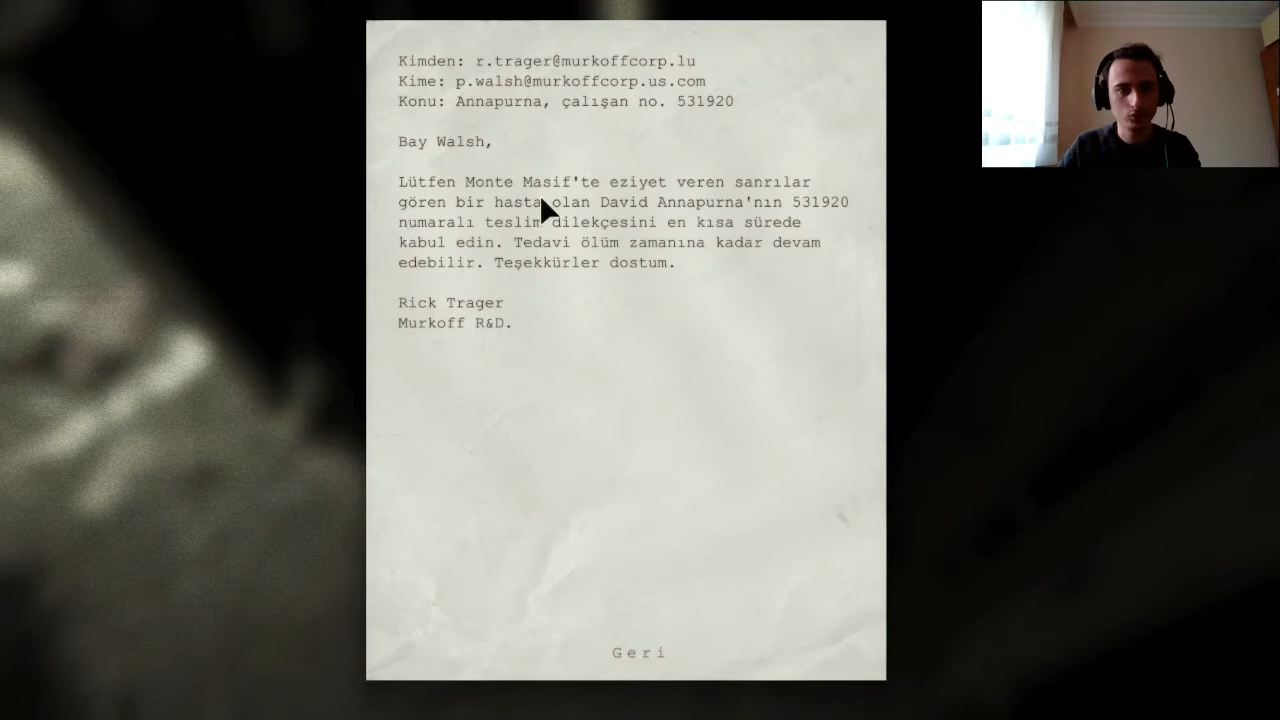 Kimden: r.trager@murkoffcorp.lu
Kime: p.walsh@murkoffcorp.us.com
Konu: Annapurna, çalışan no. 531920
Bay Walsh,
Lütfen Monte Masif'te eziyet veren sanrılar
gören bir hasta olan David Annapurna'nın 531920
numaralı teslim dilekçesini en kısa sürede
kabul edin. Tedavi ölüm zamanına kadar devam
edebilir. Teşekkürler dostum.
Rick Trager
Murkoff R&D.
Geri